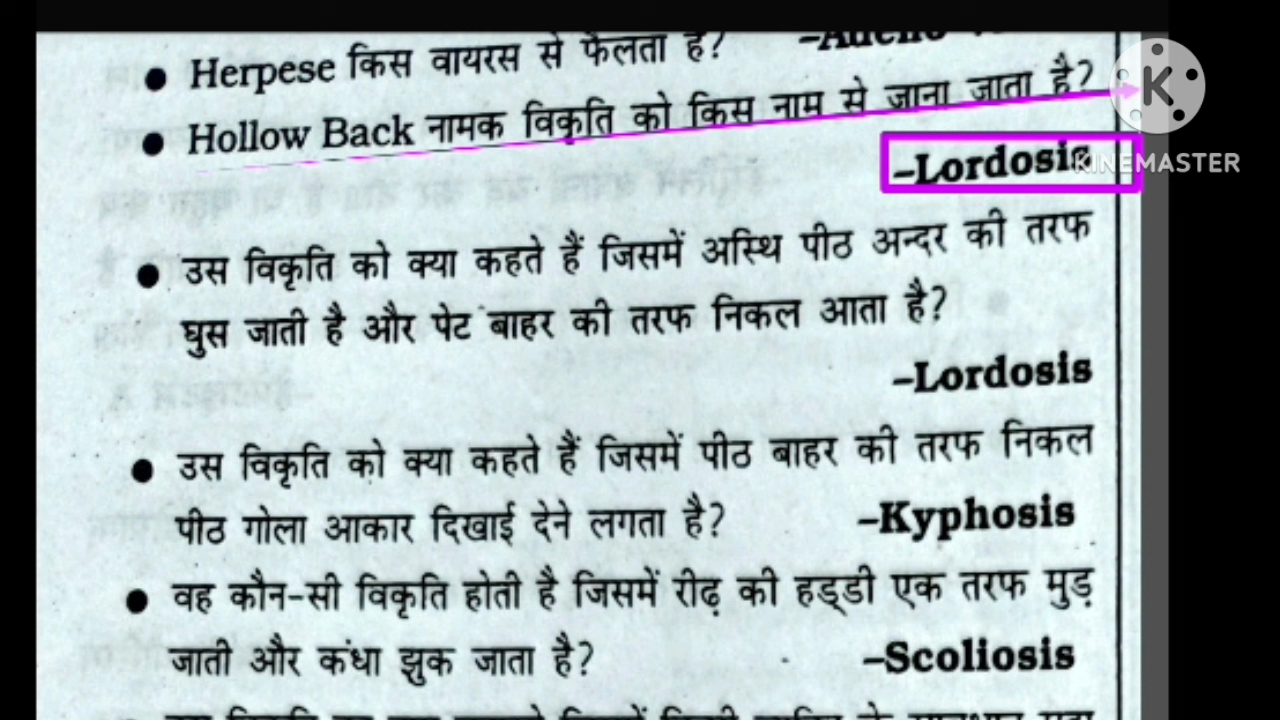 ● Herpese किस वायरस से फैलता है?
● Hollow Back नामक विकृति को किस नाम से जाना जाता है?
–Lordosis
KINEMASTER
● उस विकृति को क्या कहते हैं जिसमें अस्थि पीठ अन्दर की तरफ
घुस जाती है और पेट बाहर की तरफ निकल आता है?
–Lordosis
● उस विकृति को क्या कहते हैं जिसमें पीठ बाहर की तरफ निकल
पीठ गोला आकार दिखाई देने लगता है? –Kyphosis
● वह कौन-सी विकृति होती है जिसमें रीढ़ की हड्डी एक तरफ मुड़
जाती और कंधा झुक जाता है? –Scoliosis